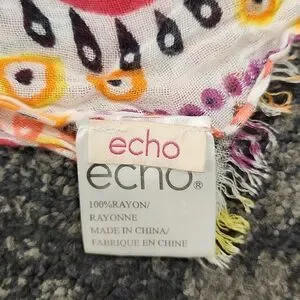 echo
echo®
100%RAYON/
RAYONNE
MADE IN CHINA/
FABRIQUE EN CHINE